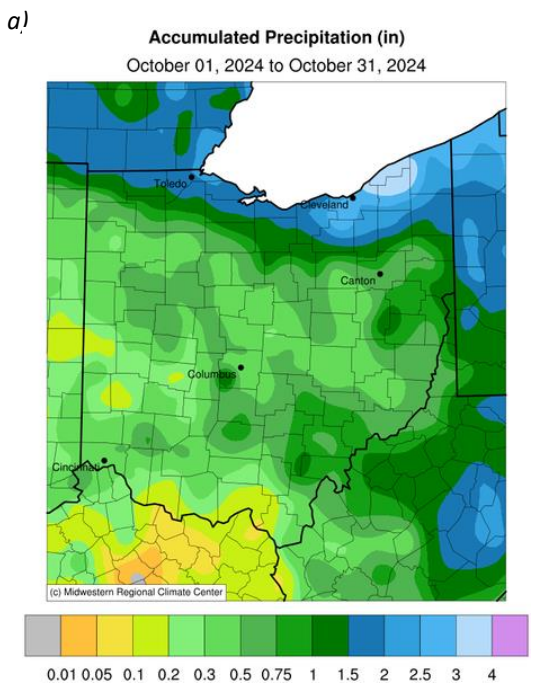 a)
Accumulated Precipitation (in)
October 01, 2024 to October 31, 2024
Toledo
Cleveland
Canton
Columbus
Cincinnati
(c) Midwestern Regional Climate Center
0.01 0.05 0.1 0.2 0.3 0.5 0.75 1 1.5 2 2.5 3 4